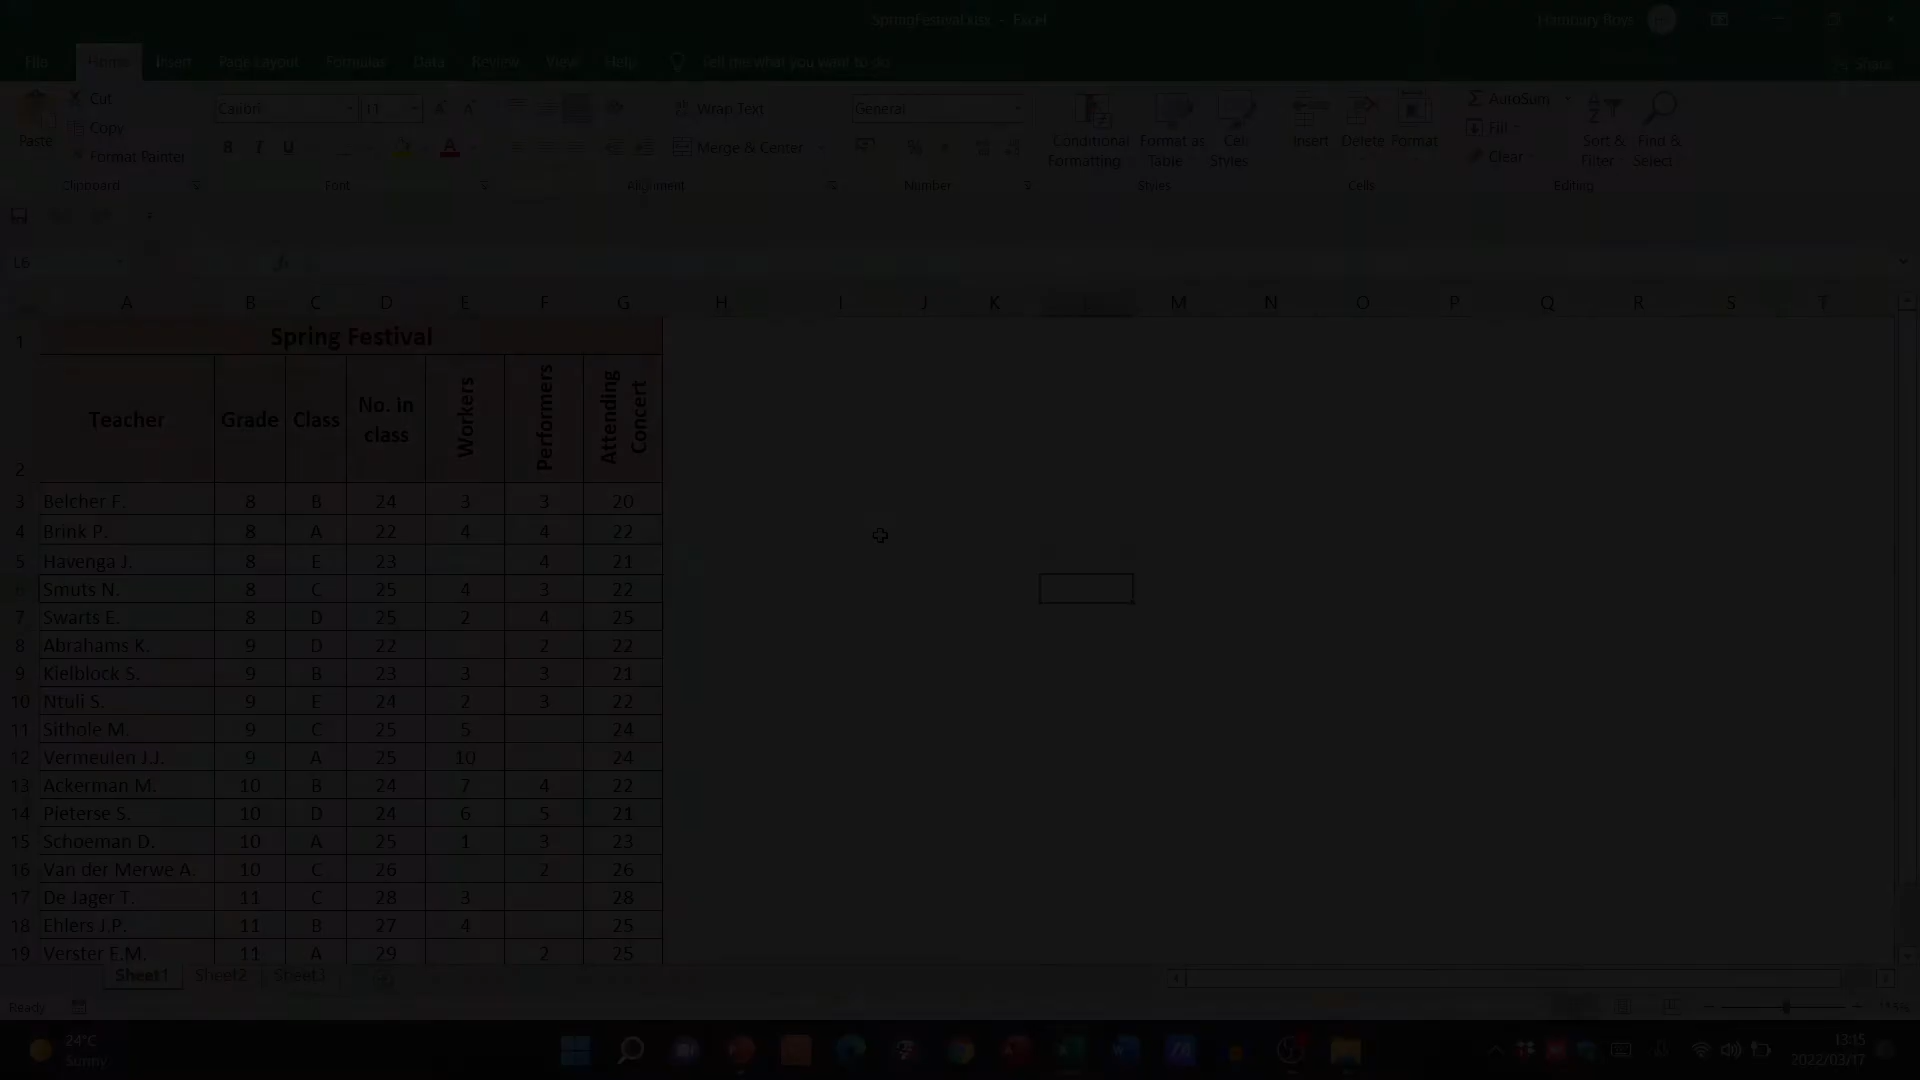 SpringFestival.xlsx - Excel
File Home Insert Page Layout Formulas Data Review View Help Tell me what you want to do Share
Cut
Copy
Format Painter
Paste
Clipboard
Calibri 11
B I U
Font
Wrap Text
Merge & Center
Alignment
General
%
Number
Conditional Formatting
Format as Table
Cell Styles
Styles
Insert Delete Format
Cells
AutoSum
Fill
Clear
Sort & Filter
Find & Select
Editing
L6
A B C D E F G H I J K M N O P Q R S T
1 Spring Festival
2 Teacher Grade Class No. in class Workers Performers Attending Concert
3 Belcher F. 8 B 24 3 3 20
4 Brink P. 8 A 22 4 4 22
5 Havenga J. 8 E 23 4 21
6 Smuts N. 8 C 25 4 3 22
7 Swarts E. 8 D 25 2 4 25
8 Abrahams K. 9 D 22 2 22
9 Kielblock S. 9 B 23 3 3 21
10 Ntuli S. 9 E 24 2 3 22
11 Sithole M. 9 C 25 5 24
12 Vermeulen J.J. 9 A 25 10 24
13 Ackerman M. 10 B 24 7 4 22
14 Pieterse S. 10 D 24 6 5 21
15 Schoeman D. 10 A 25 1 3 23
16 Van der Merwe A. 10 C 26 2 26
17 De Jager T. 11 C 28 3 28
18 Ehlers J.P. 11 B 27 4 25
19 Verster E.M. 11 A 29 2 25
Sheet1 Sheet2 Sheet3
Ready
24°C
Sunny
13:15
2022/03/17